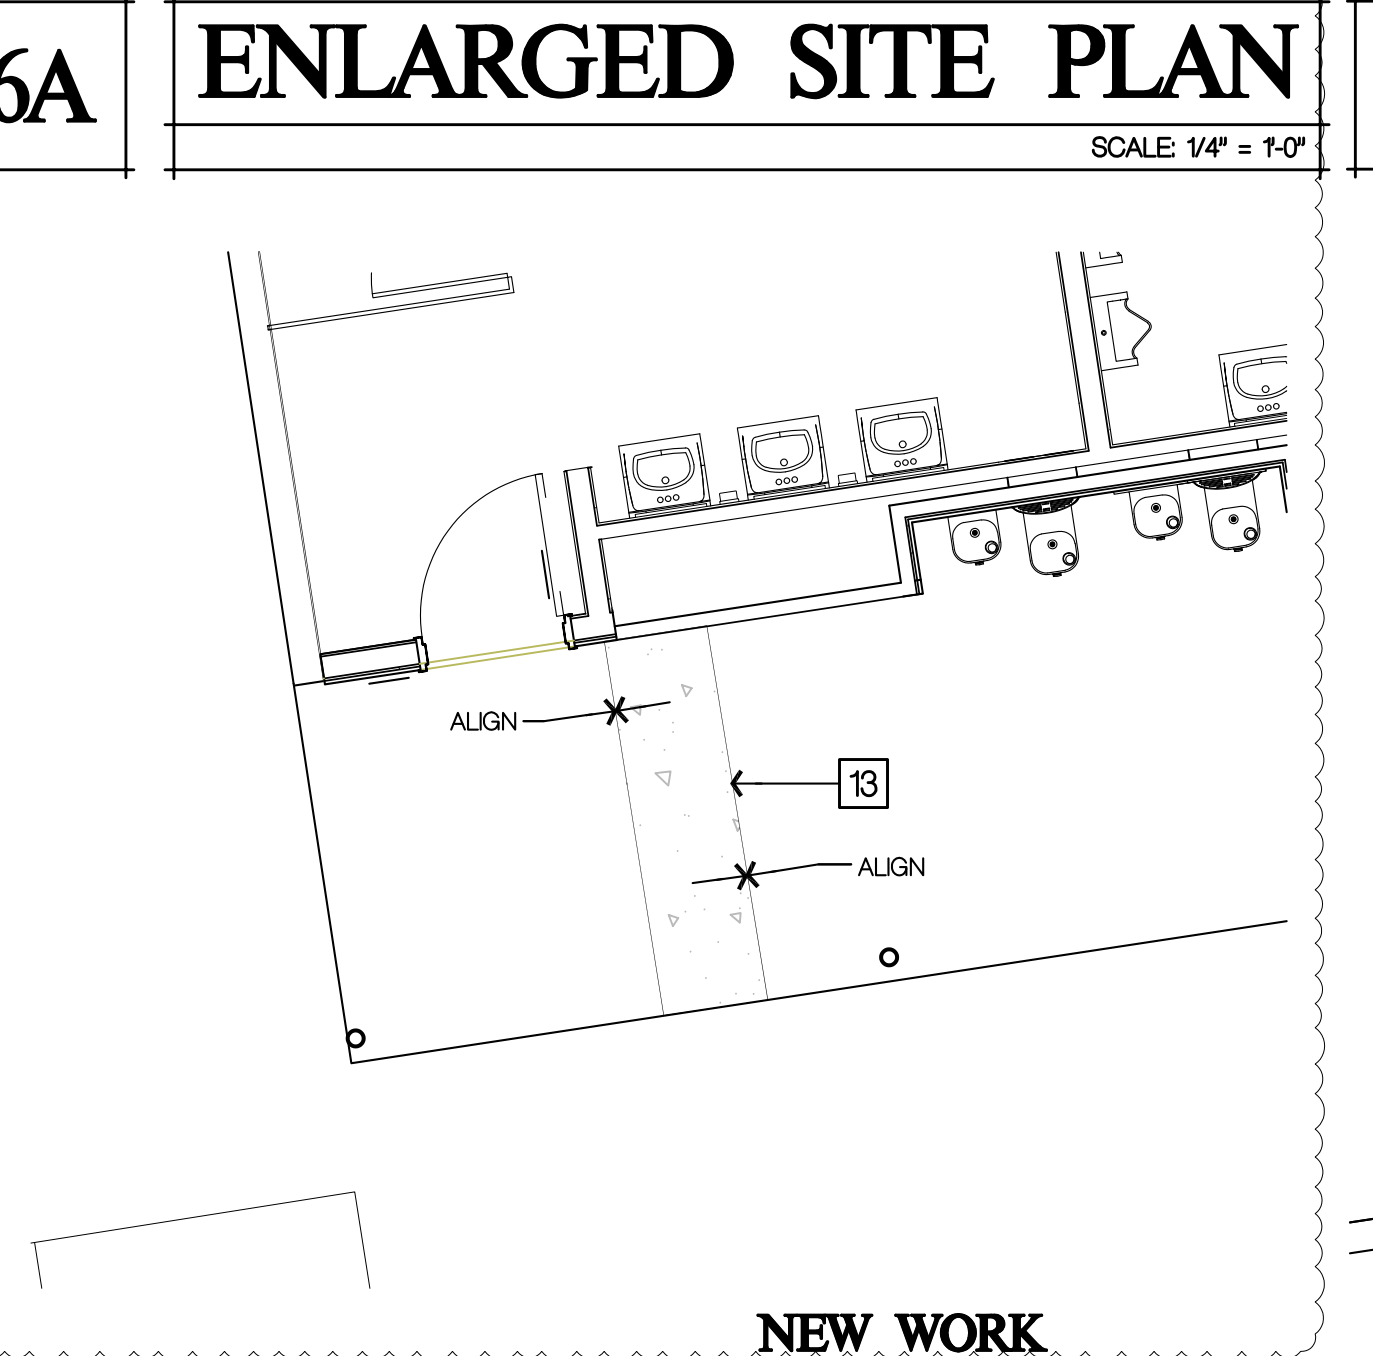 6A
ENLARGED SITE PLAN
SCALE: 1/4" = 1'-0"
ALIGN
13
ALIGN
NEW WORK